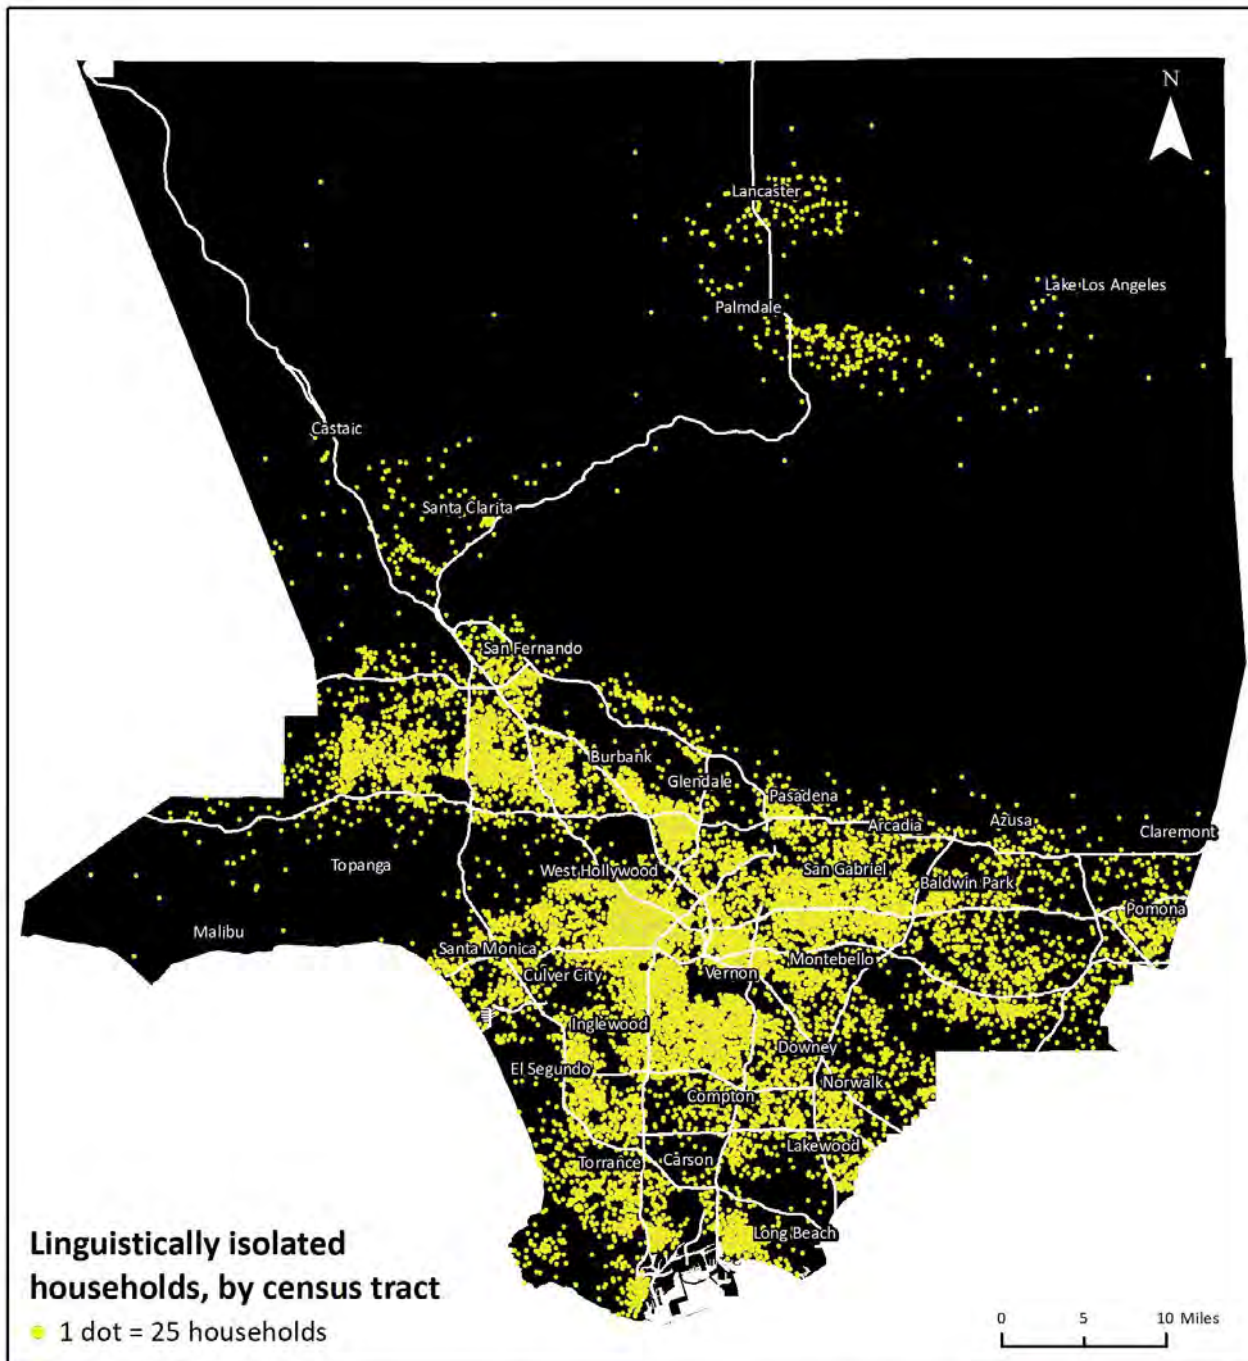 N
Lancaster
Lake Los Angeles
Palmdale
Castaic
Santa Clarita
San Fernando
Burbank
Glendale
Pasadena
Azusa
Arcadia
Claremont
Topanga
West Hollywood
San Gabriel
Baldwin Park
Pomona
Malibu
Santa Monica
Montebello
Culver City
Vernon
Inglewood
Downey
El Segundo
Norwalk
Compton
Lakewood
Torrance
Carson
Long Beach
Linguistically isolated
households, by census tract
1 dot = 25 households
0 5 10 Miles